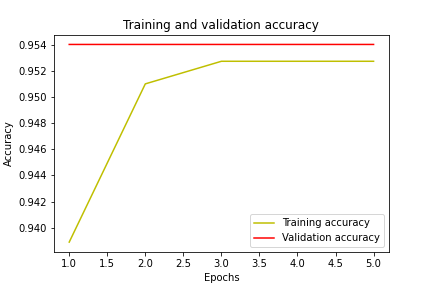 Training and validation accuracy
0.954
0.952
0.950
0.948
0.946
0.944
0.942
0.940
Accuracy
1.0 1.5 2.0 2.5 3.0 3.5 4.0 4.5 5.0
Epochs
Training accuracy
Validation accuracy